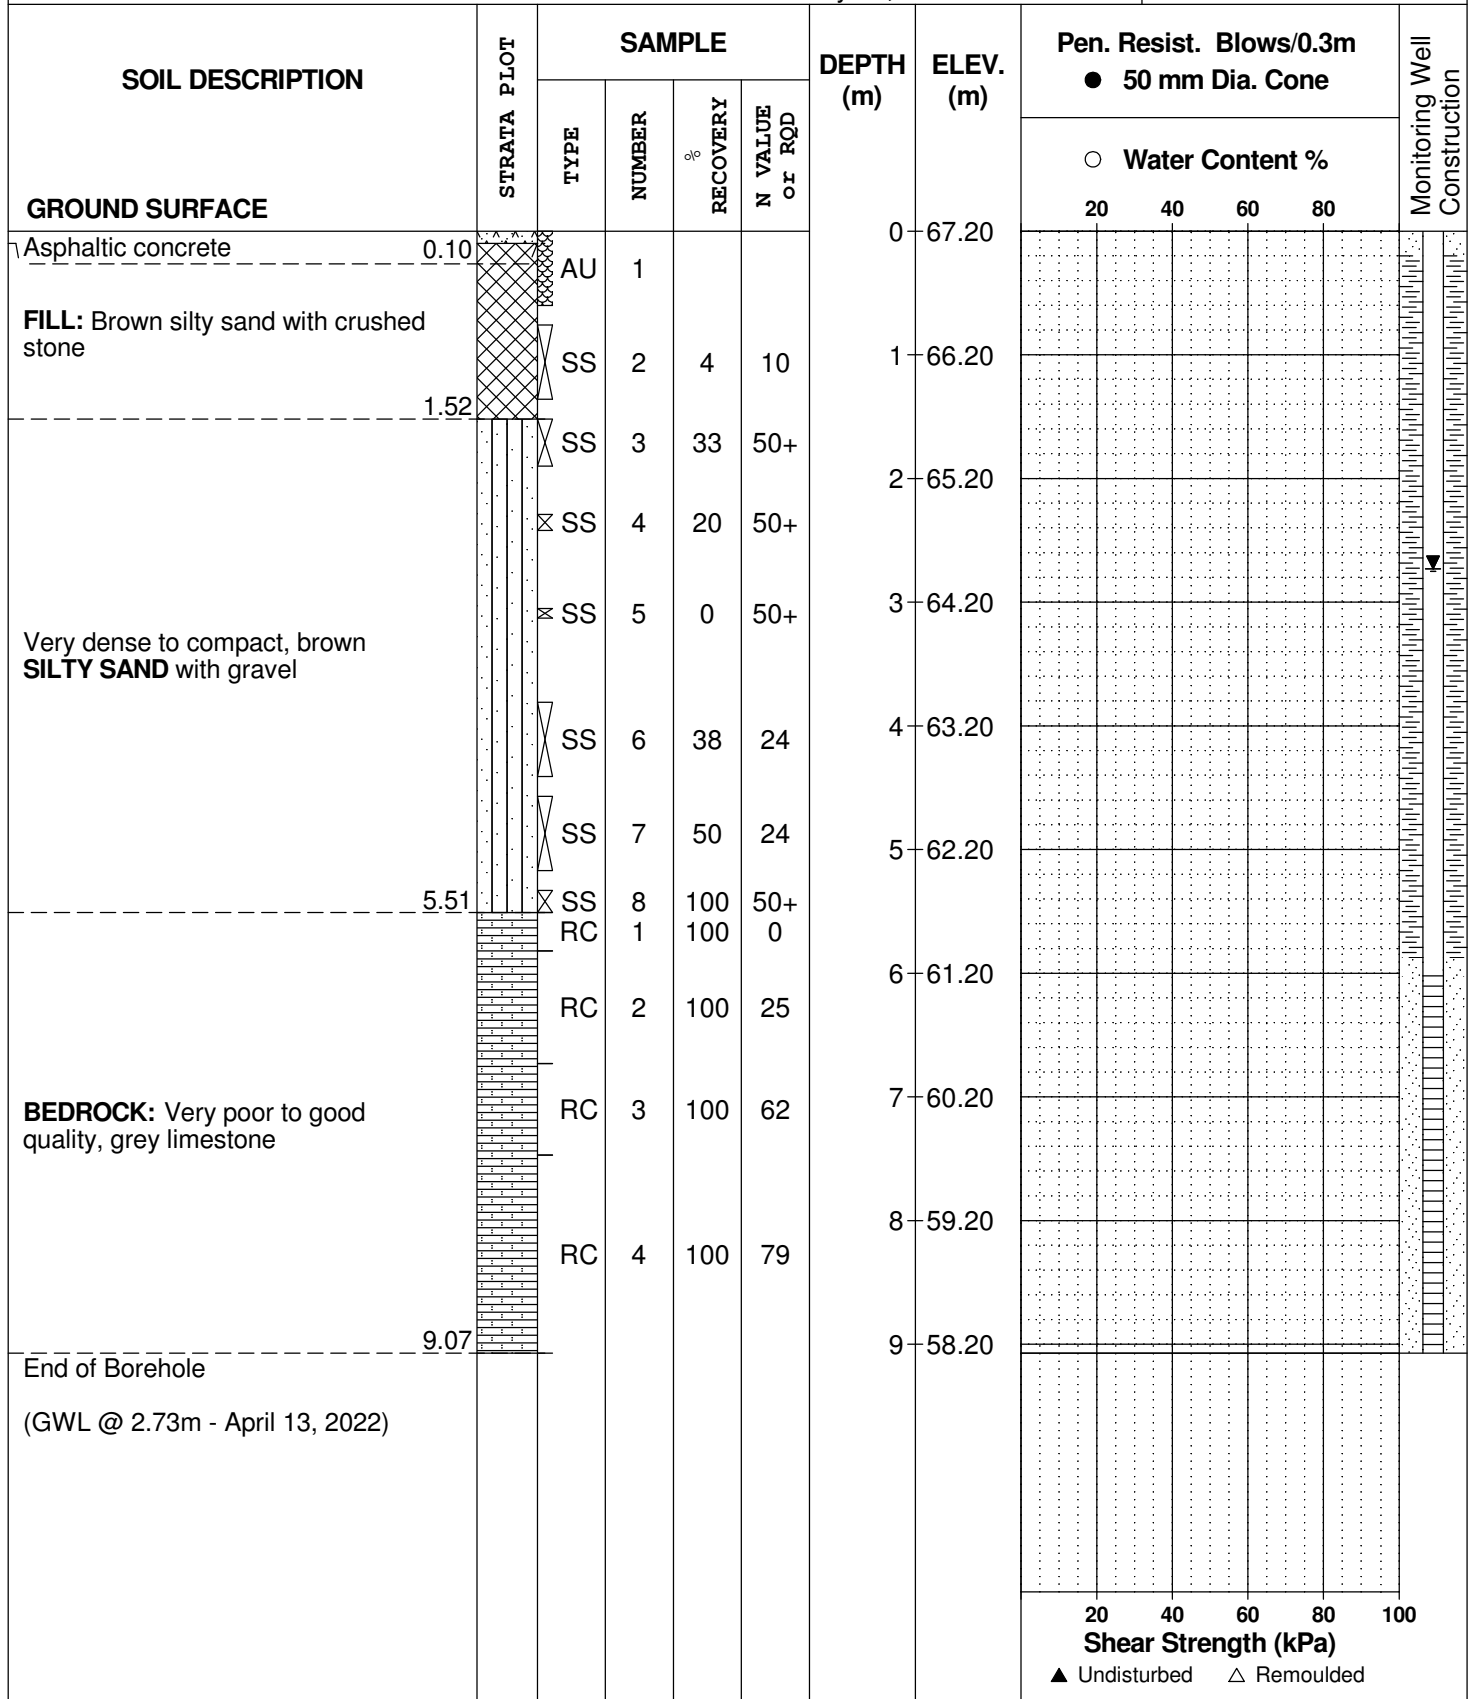 SOIL DESCRIPTION
GROUND SURFACE
STRATA PLOT
SAMPLE
TYPE
NUMBER
% RECOVERY
N VALUE or RQD
DEPTH (m)
ELEV. (m)
Pen. Resist. Blows/0.3m
● 50 mm Dia. Cone
○ Water Content %
20 40 60 80
Monitoring Well Construction
0 67.20
Asphaltic concrete 0.10
AU 1
FILL: Brown silty sand with crushed
stone
SS 2 4 10
1 66.20
1.52
SS 3 33 50+
2 65.20
SS 4 20 50+
3 64.20
SS 5 0 50+
Very dense to compact, brown
SILTY SAND with gravel
4 63.20
SS 6 38 24
SS 7 50 24
5 62.20
5.51
SS 8 100 50+
RC 1 100 0
6 61.20
RC 2 100 25
7 60.20
BEDROCK: Very poor to good
quality, grey limestone
RC 3 100 62
8 59.20
RC 4 100 79
9.07
9 58.20
End of Borehole
(GWL @ 2.73m - April 13, 2022)
20 40 60 80 100
Shear Strength (kPa)
▲ Undisturbed △ Remoulded